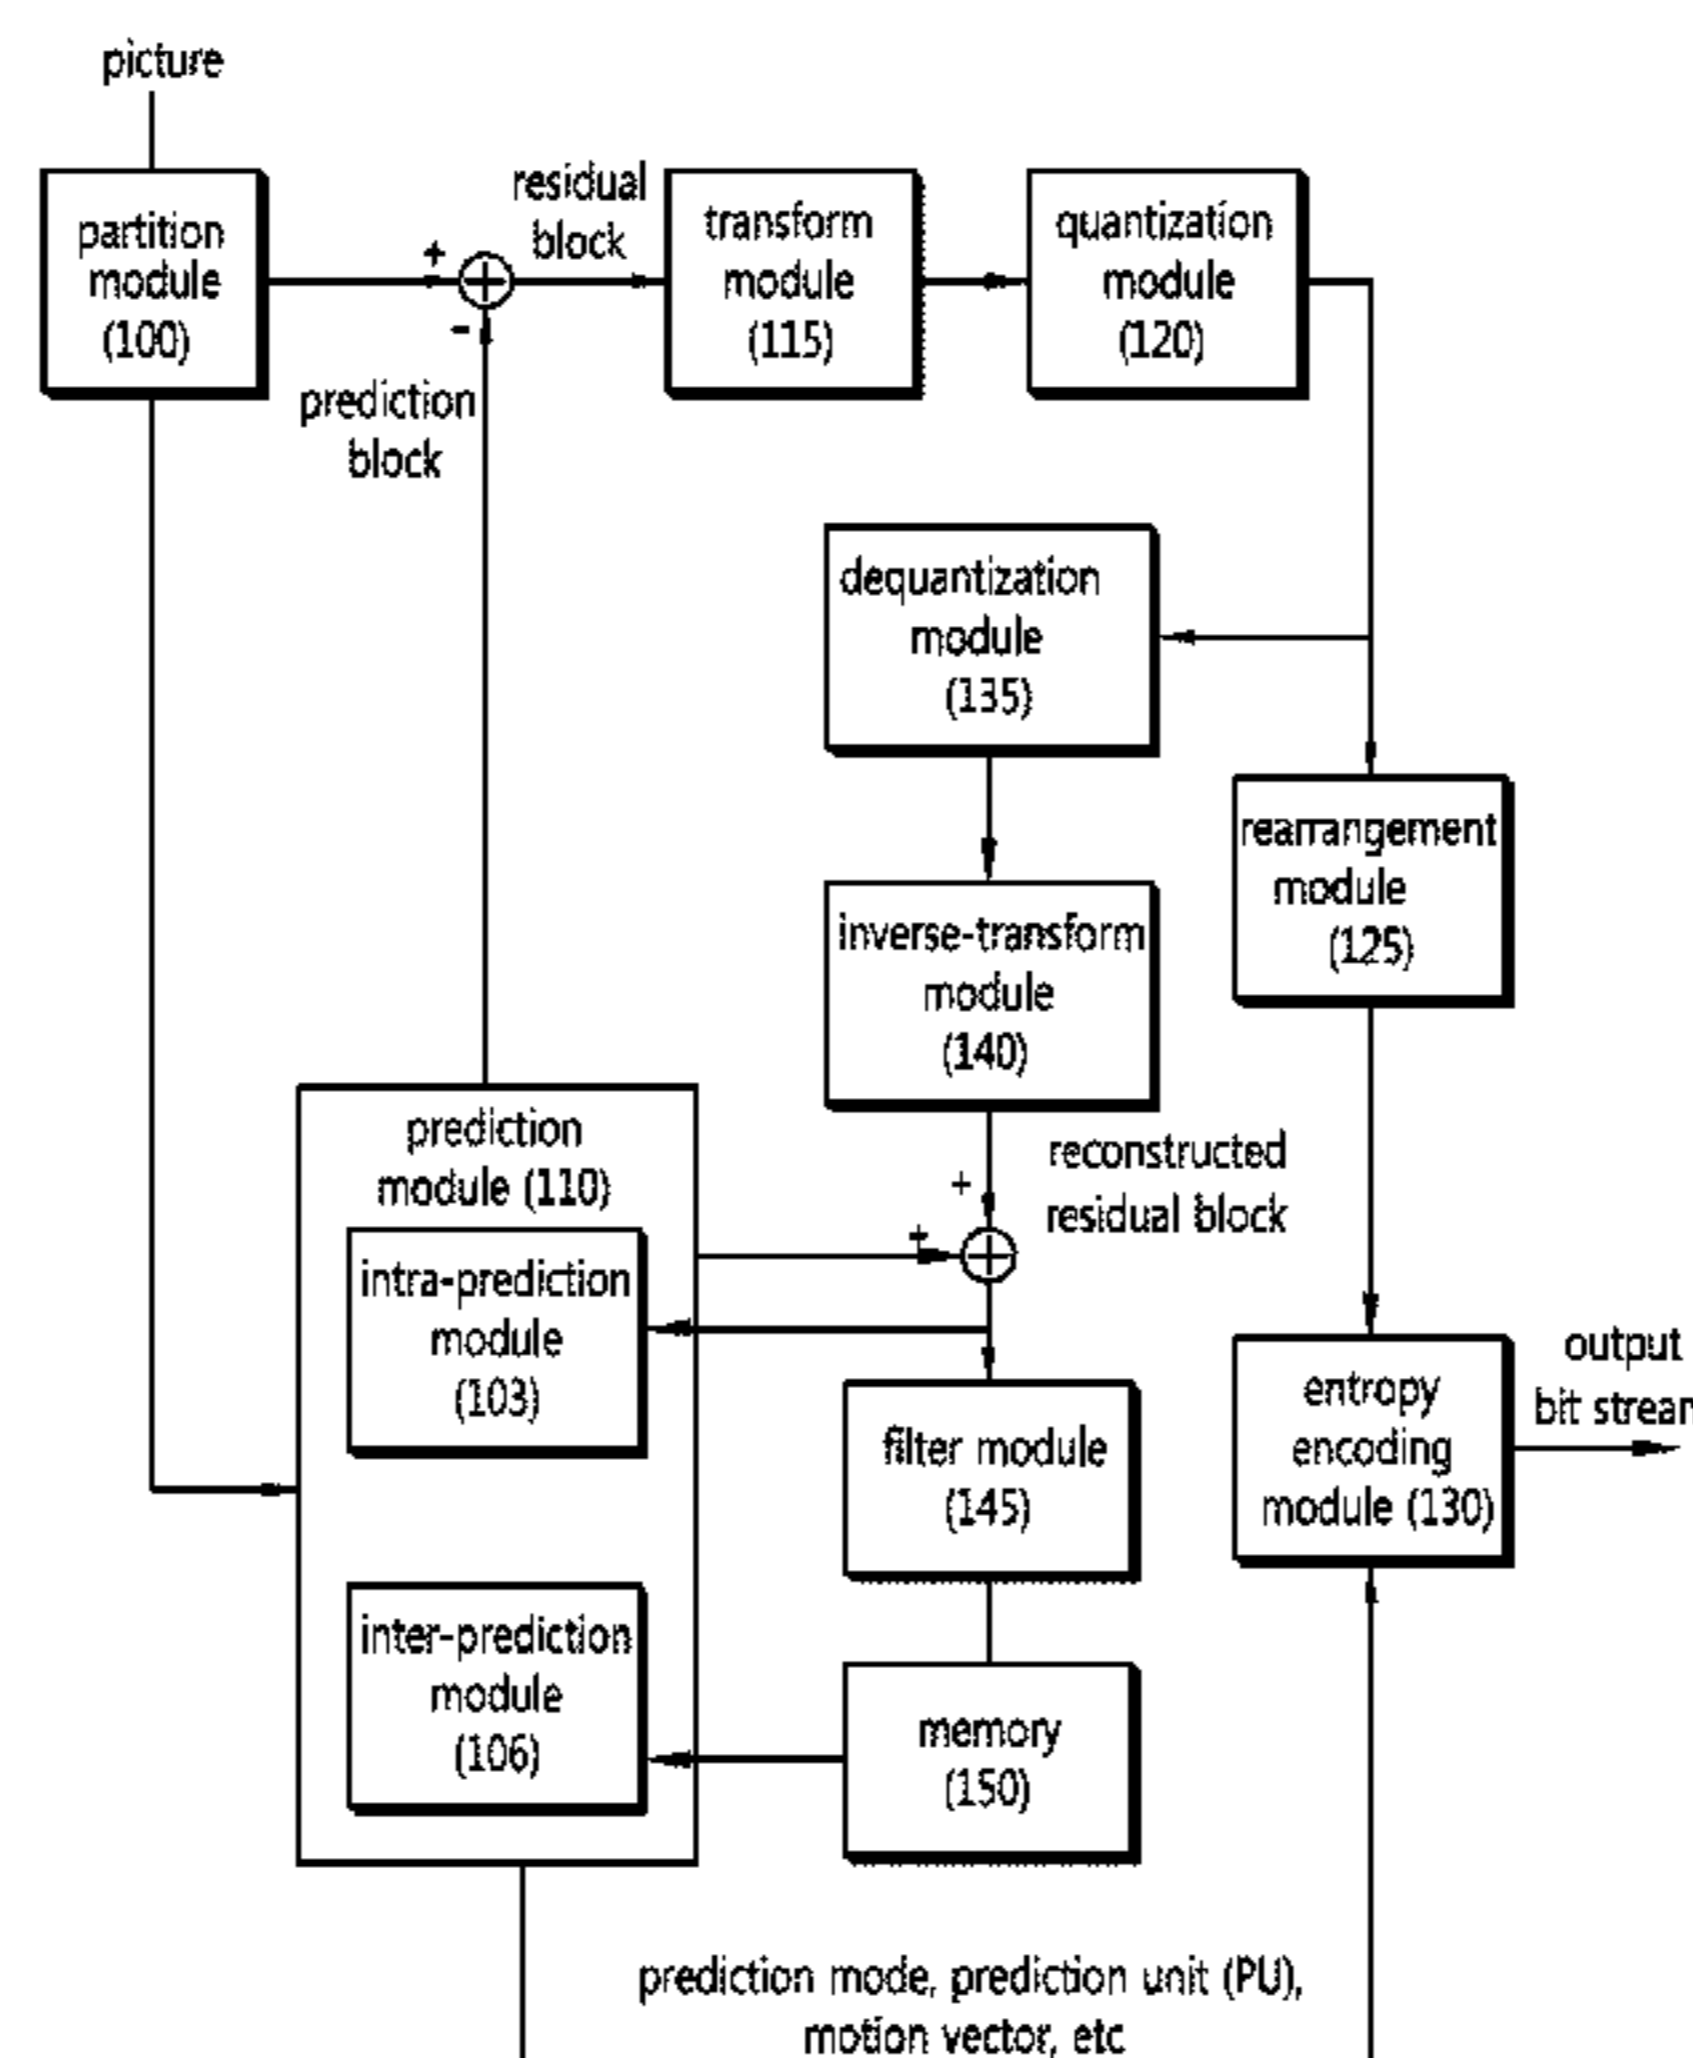 picture
partition
module
(100)
+
-
residual
block
prediction
block
transform
module
(115)
quantization
module
(120)
dequantization
module
(135)
rearrangement
module
(125)
inverse-transform
module
(140)
reconstructed
residual block
+
+
prediction
module (110)
intra-prediction
module
(103)
filter module
(145)
entropy
encoding
module (130)
output
bit stream
inter-prediction
module
(106)
memory
(150)
prediction mode, prediction unit (PU),
motion vector, etc